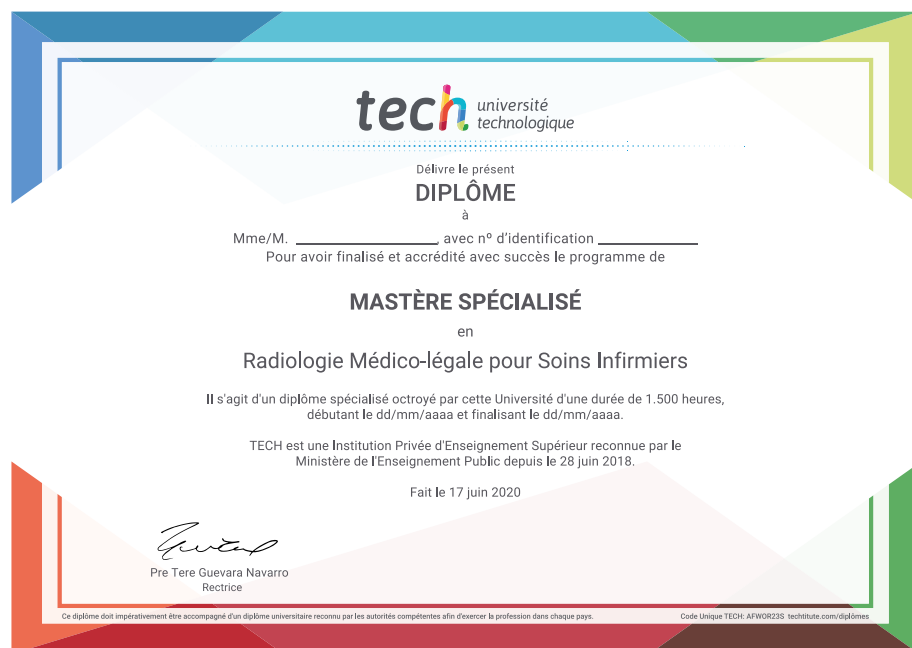 tech université
technologique
Délivre le présent
DIPLÔME
à
Mme/M. ____________________, avec nº d'identification ______________
Pour avoir finalisé et accrédité avec succès le programme de
MASTÈRE SPÉCIALISÉ
en
Radiologie Médico-légale pour Soins Infirmiers
Il s'agit d'un diplôme spécialisé octroyé par cette Université d'une durée de 1.500 heures,
débutant le dd/mm/aaaa et finalisant le dd/mm/aaaa.
TECH est une Institution Privée d'Enseignement Supérieur reconnue par le
Ministère de l'Enseignement Public depuis le 28 juin 2018.
Fait le 17 juin 2020
Pre Tere Guevara Navarro
Rectrice
Ce diplôme doit impérativement être accompagné d'un diplôme universitaire reconnu par les autorités compétentes afin d'exercer la profession dans chaque pays.
Code Unique TECH: AFWOR23S techtitute.com/diplômes